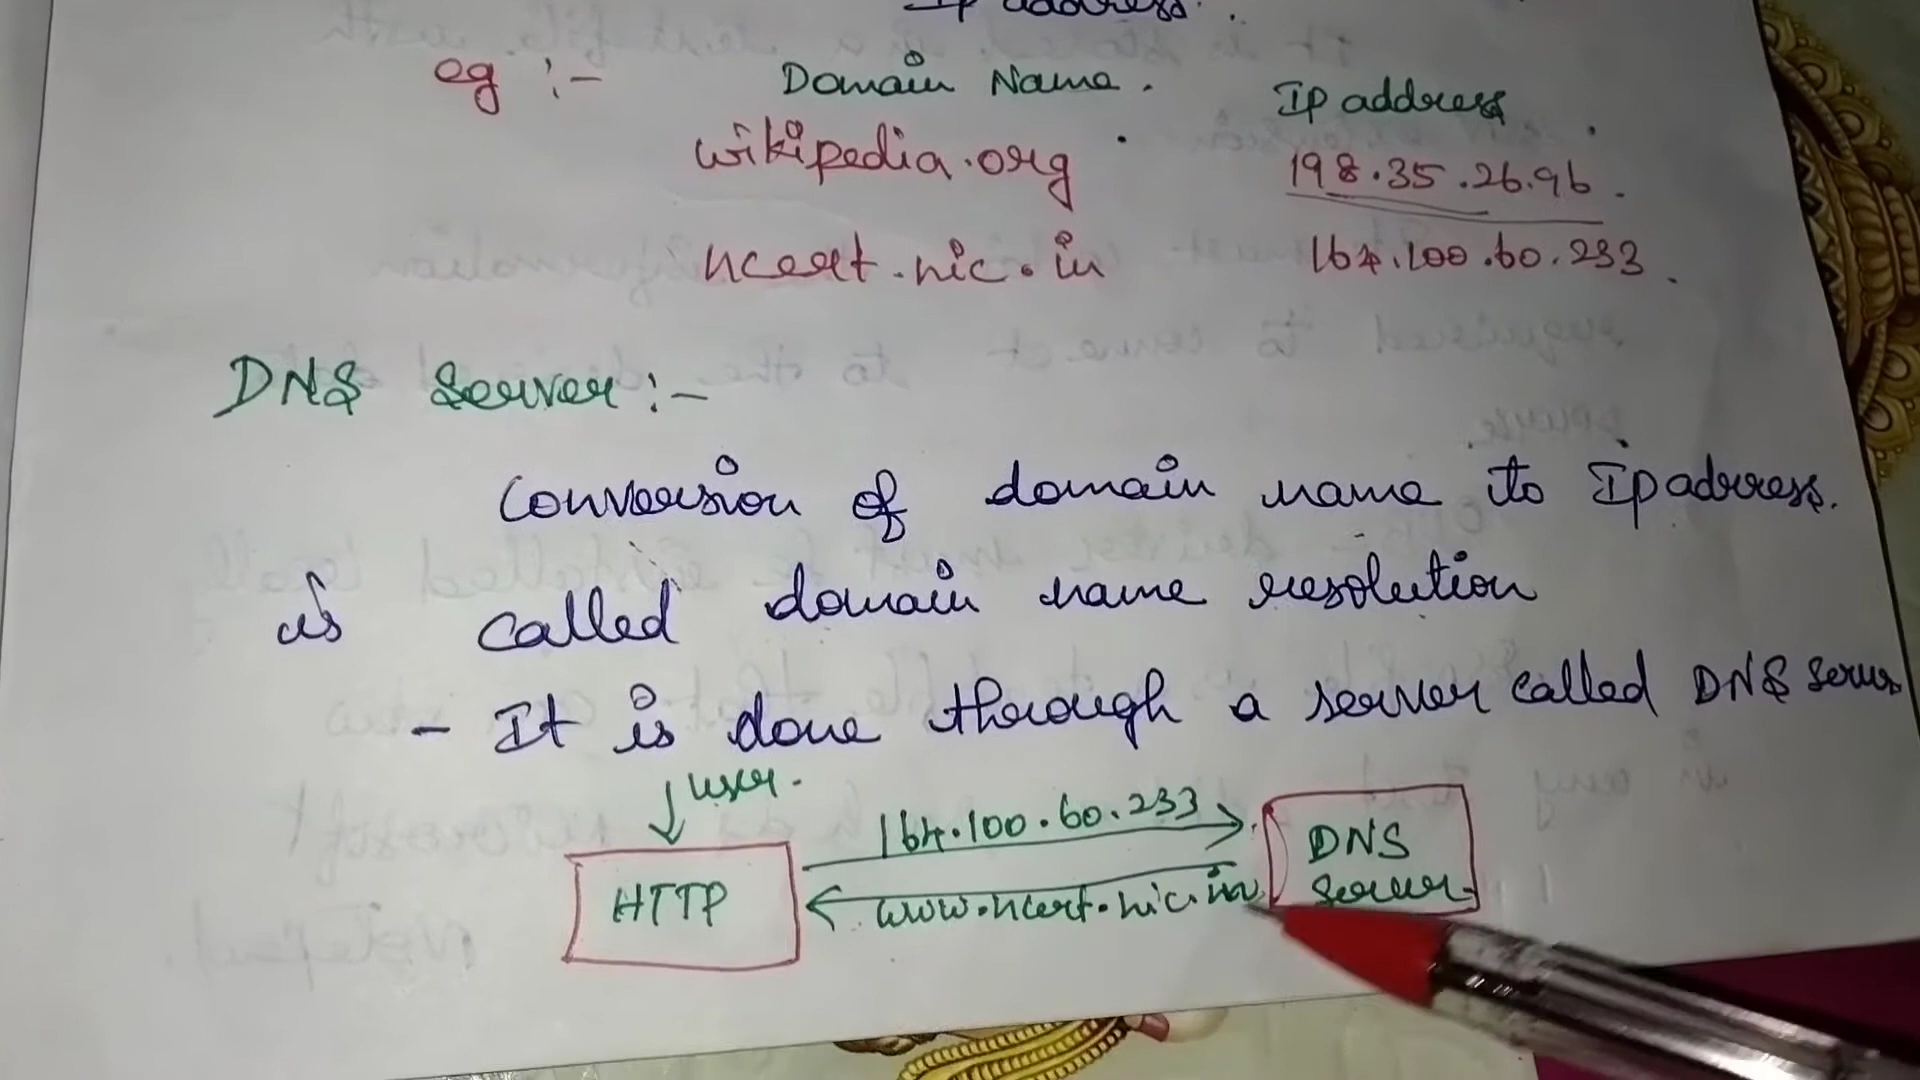 Ip address.
eg :- Domain Name. Ip address
wikipedia.org 198.35.26.96.
ncert.nic.in 164.100.60.233.
DNS Server:-
Conversion of domain name to Ip address.
is called domain name resolution
- It is done through a server called DNS Server
user.
164.100.60.233
HTTP
www.ncert.nic.in
DNS
Server